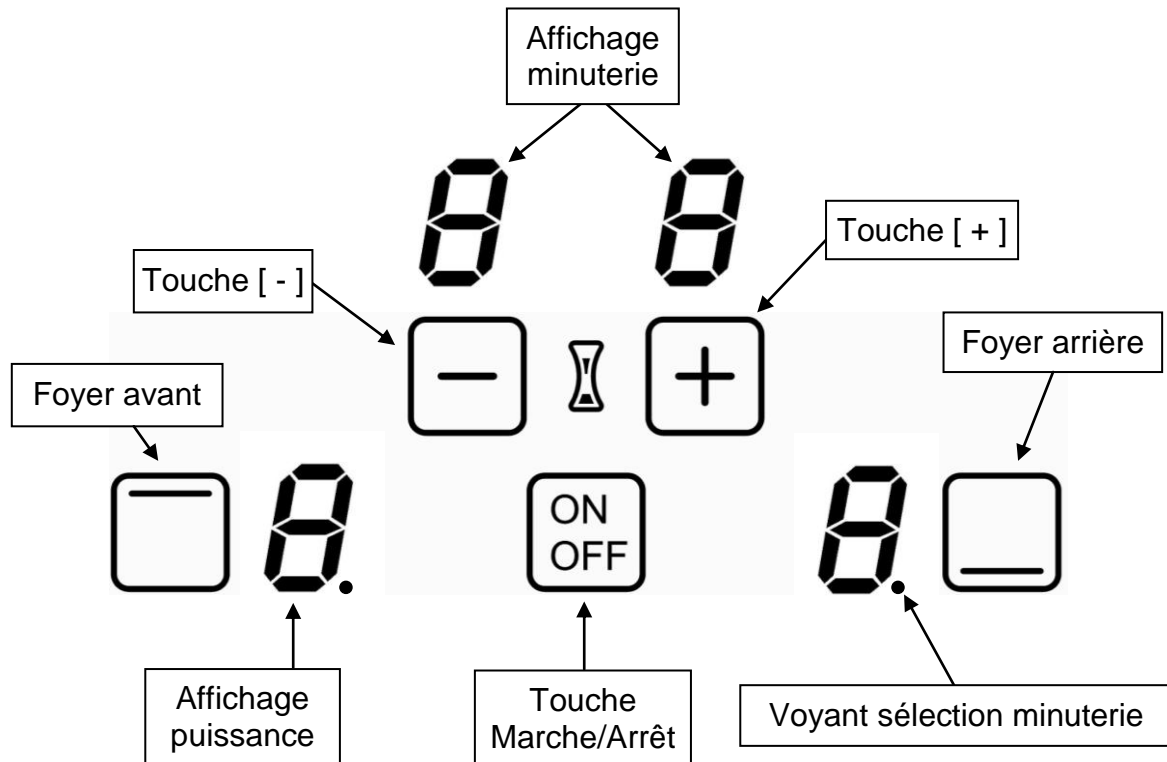 Affichage
minuterie
Touche [ + ]
Touche [ - ]
Foyer arrière
Foyer avant
ON
OFF
Affichage
puissance
Touche
Marche/Arrêt
Voyant sélection minuterie